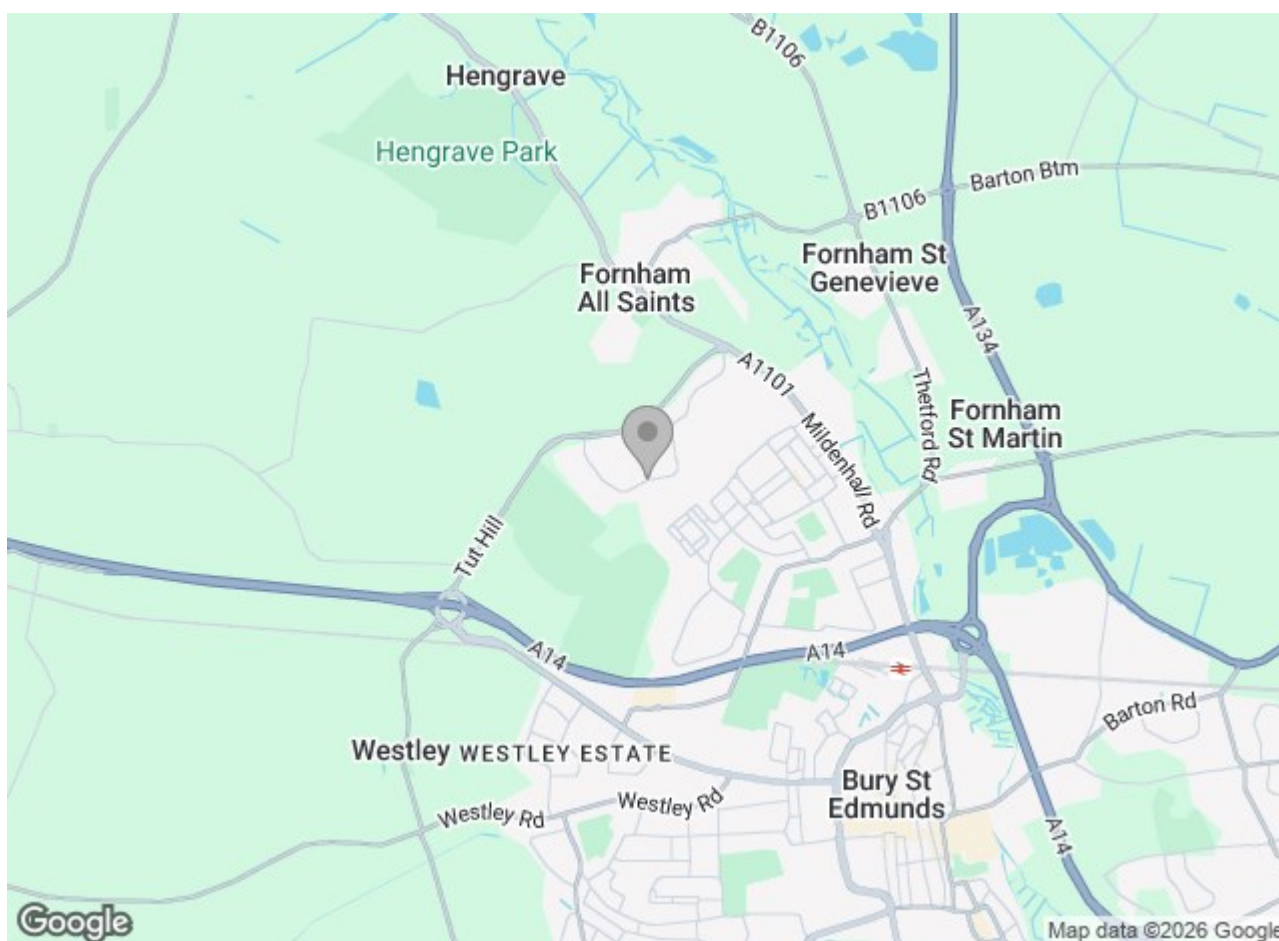 B1106
Hengrave
Hengrave Park
Barton Btm
B1106
Fornham St
Genevieve
Fornham
All Saints
A134
A1101
Thetford Rd
Fornham
St Martin
Mildenhall Rd
Tut Hill
A14
A14
Barton Rd
Westley
WESTLEY ESTATE
Bury St
Edmunds
Westley Rd
Westley Rd
A14
Google
Map data ©2026 Google